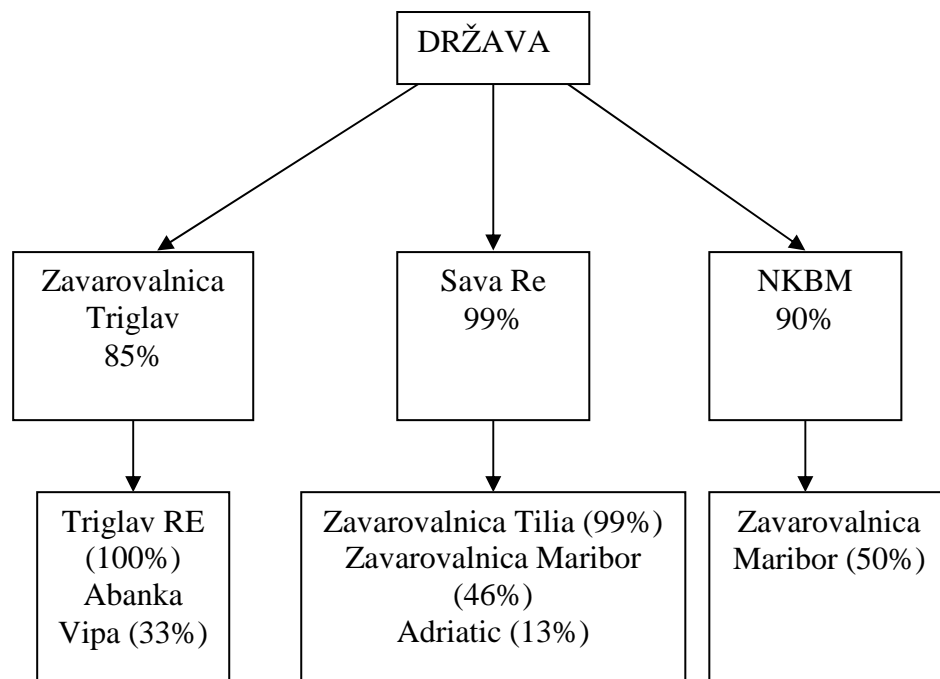 DRŽAVA
Zavarovalnica
Triglav
85%
Sava Re
99%
NKBM
90%
Triglav RE
(100%)
Abanka
Vipa (33%)
Zavarovalnica Tilia (99%)
Zavarovalnica Maribor
(46%)
Adriatic (13%)
Zavarovalnica
Maribor (50%)